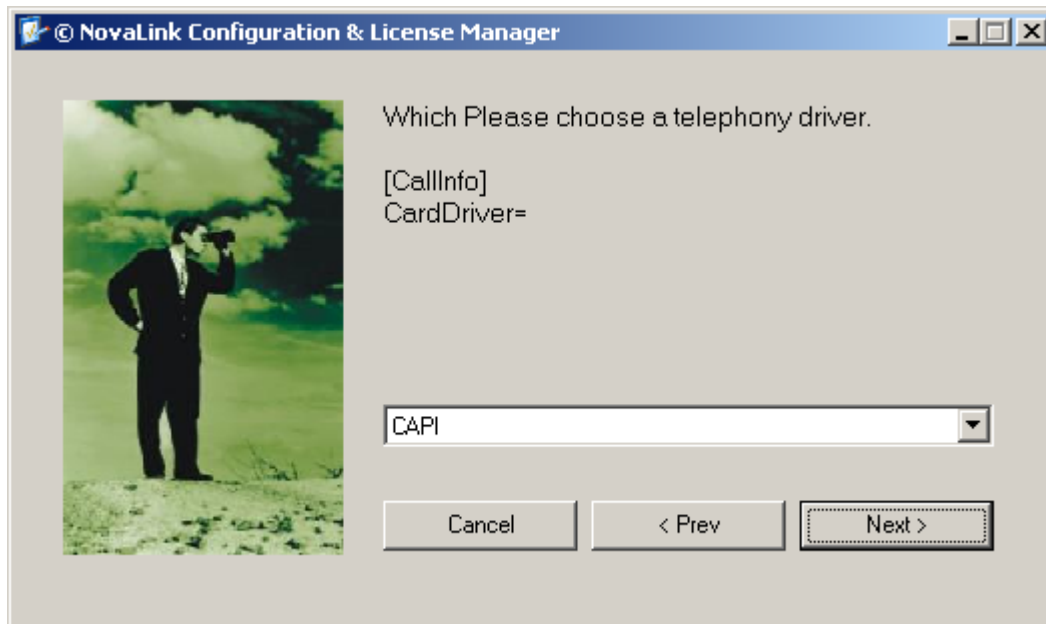 © NovaLink Configuration & License Manager
Which Please choose a telephony driver.
[CallInfo]
CardDriver=
CAPI
Cancel
< Prev
Next >